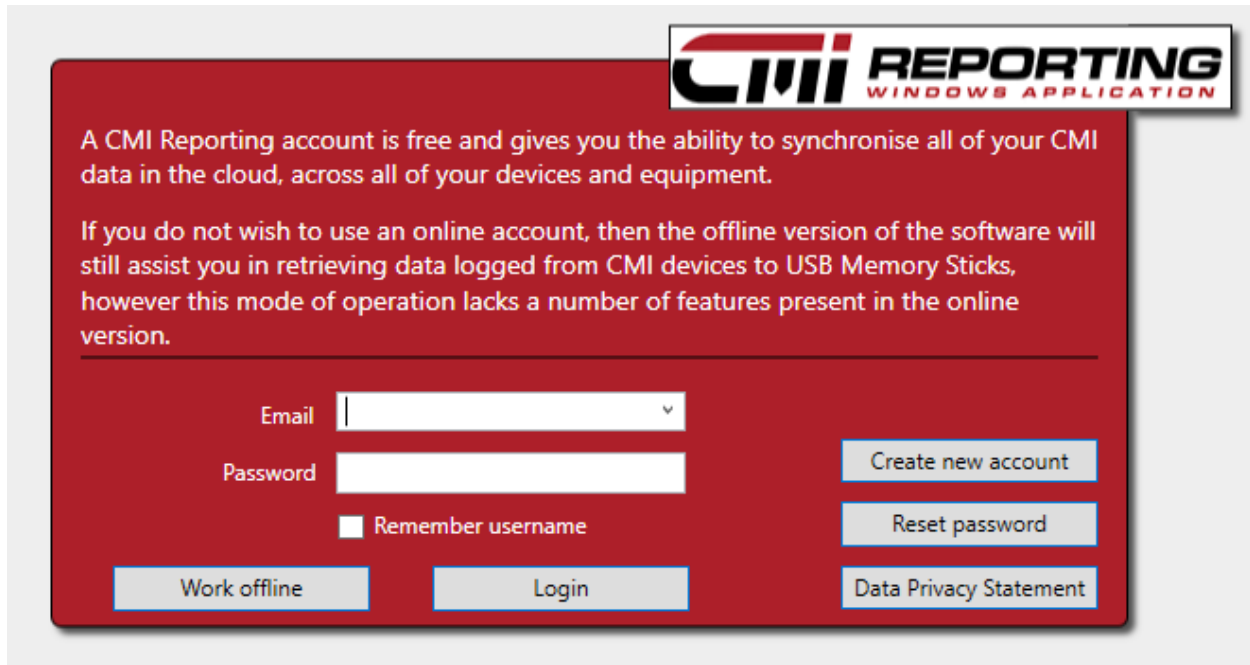 CMI REPORTING
WINDOWS APPLICATION
A CMI Reporting account is free and gives you the ability to synchronise all of your CMI
data in the cloud, across all of your devices and equipment.
If you do not wish to use an online account, then the offline version of the software will
still assist you in retrieving data logged from CMI devices to USB Memory Sticks,
however this mode of operation lacks a number of features present in the online
version.
Email
Password
Remember username
Create new account
Reset password
Work offline
Login
Data Privacy Statement